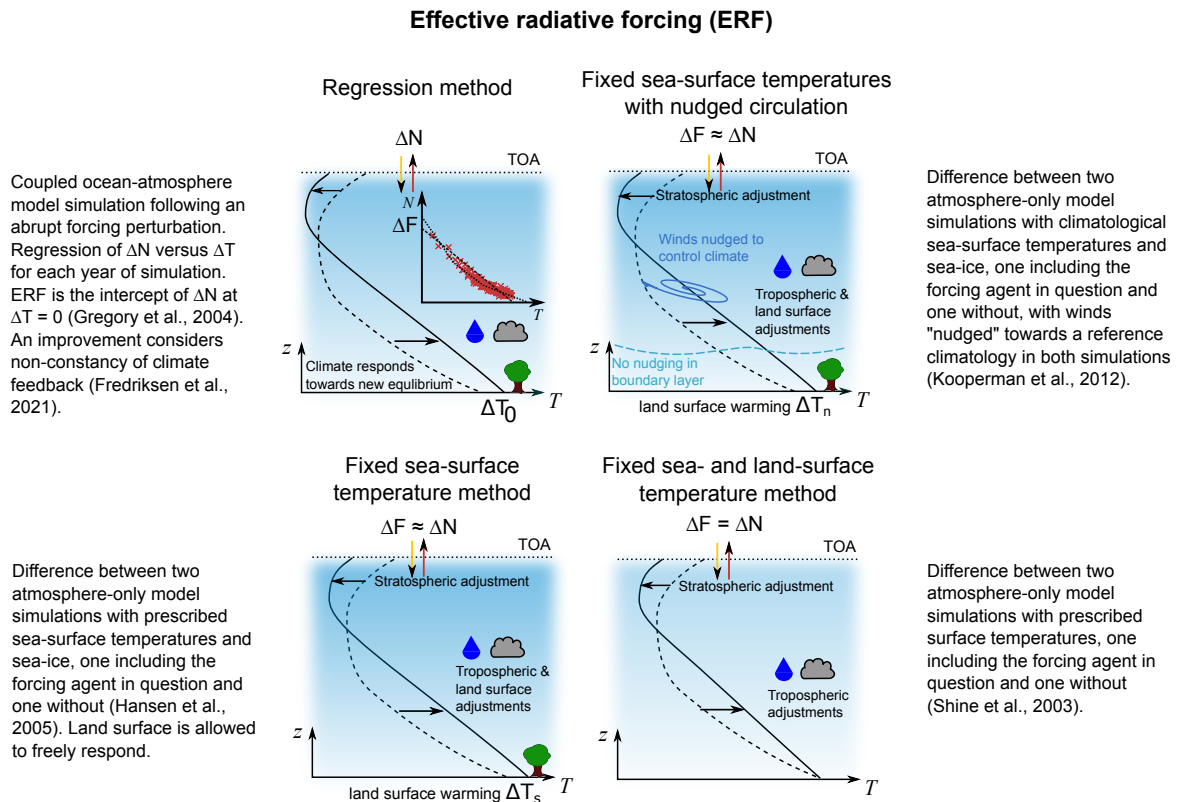 Effective radiative forcing (ERF)
Regression method
ΔN
TOA
N
ΔF
T
z
Climate responds
towards new equlibrium
ΔT0
T
Coupled ocean-atmosphere
model simulation following an
abrupt forcing perturbation.
Regression of ΔN versus ΔT
for each year of simulation.
ERF is the intercept of ΔN at
ΔT = 0 (Gregory et al., 2004).
An improvement considers
non-constancy of climate
feedback (Fredriksen et al.,
2021).
Fixed sea-surface temperatures
with nudged circulation
ΔF ≈ ΔN
TOA
Stratospheric adjustment
Winds nudged to
control climate
Tropospheric &
land surface
adjustments
z
No nudging in
boundary layer
land surface warming ΔTn
T
Difference between two
atmosphere-only model
simulations with climatological
sea-surface temperatures and
sea-ice, one including the
forcing agent in question and
one without, with winds
"nudged" towards a reference
climatology in both simulations
(Kooperman et al., 2012).
Fixed sea-surface
temperature method
ΔF ≈ ΔN
TOA
Stratospheric adjustment
Tropospheric &
land surface
adjustments
z
land surface warming ΔTs
T
Difference between two
atmosphere-only model
simulations with prescribed
sea-surface temperatures and
sea-ice, one including the
forcing agent in question and
one without (Hansen et al.,
2005). Land surface is allowed
to freely respond.
Fixed sea- and land-surface
temperature method
ΔF = ΔN
TOA
Stratospheric adjustment
Tropospheric
adjustments
z
T
Difference between two
atmosphere-only model
simulations with prescribed
surface temperatures, one
including the forcing agent in
question and one without
(Shine et al., 2003).